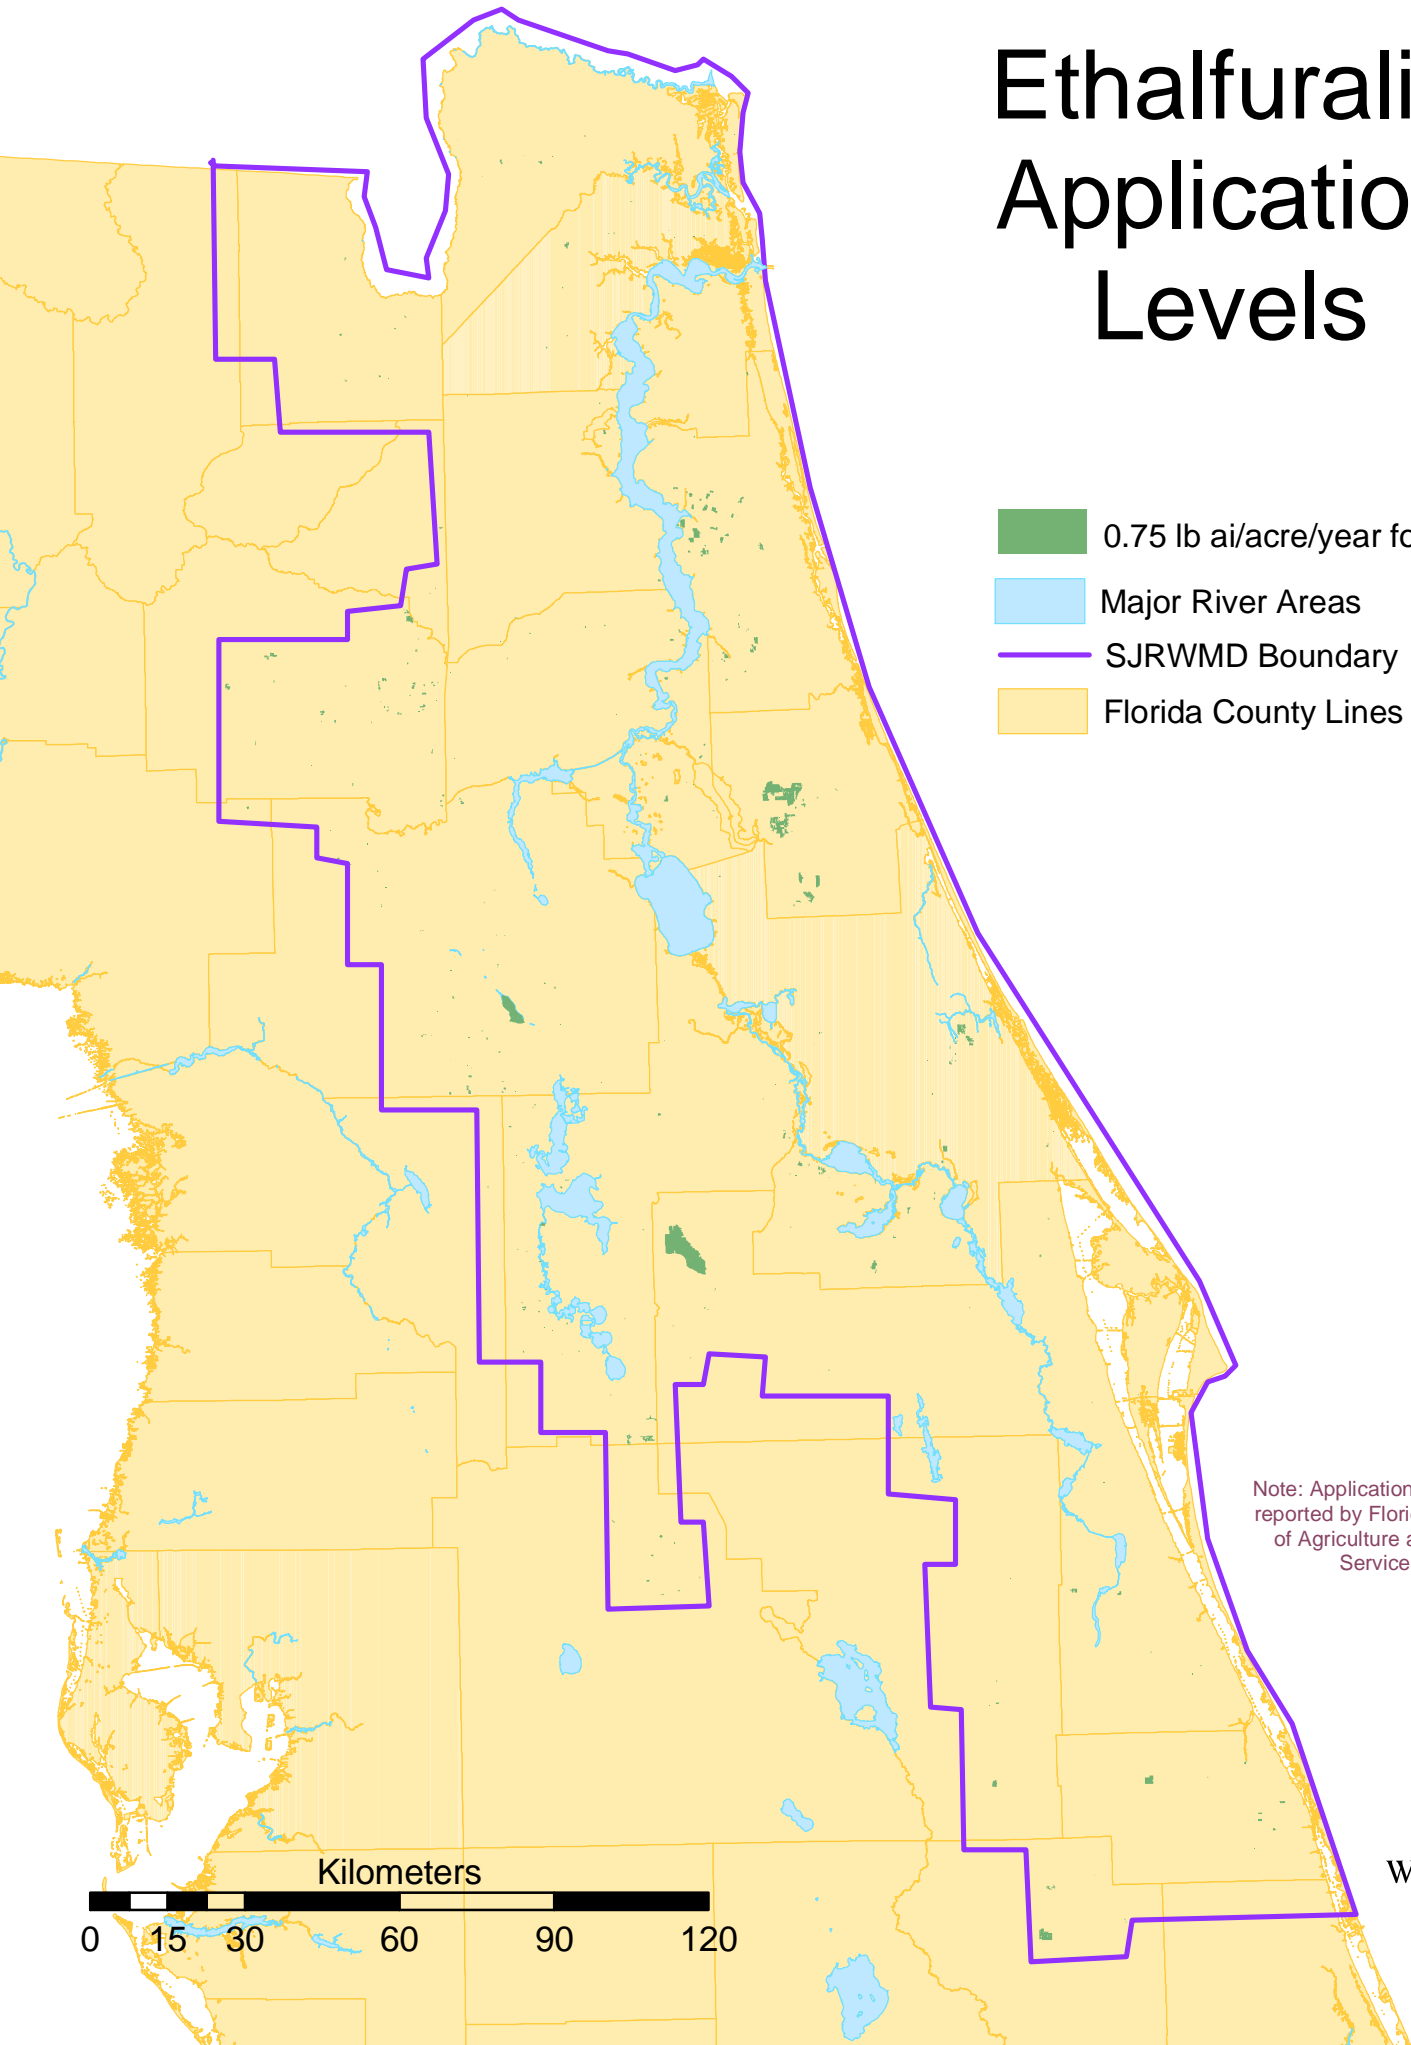 Ethalfurali
Applicatio
Levels
0.75 lb ai/acre/year fo
Major River Areas
SJRWMD Boundary
Florida County Lines
Note: Application
reported by Flori
of Agriculture a
Service
W
Kilometers
0 15 30 60 90 120